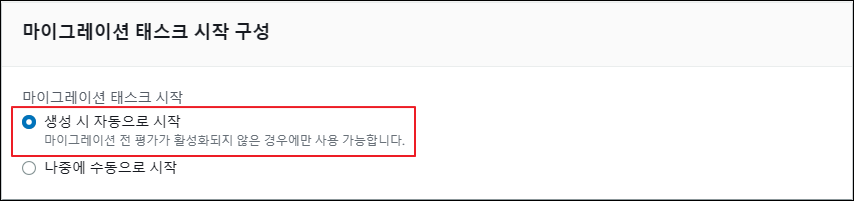 마이그레이션 태스크 시작 구성
마이그레이션 태스크 시작
생성 시 자동으로 시작
마이그레이션 전 평가가 활성화되지 않은 경우에만 사용 가능합니다.
나중에 수동으로 시작